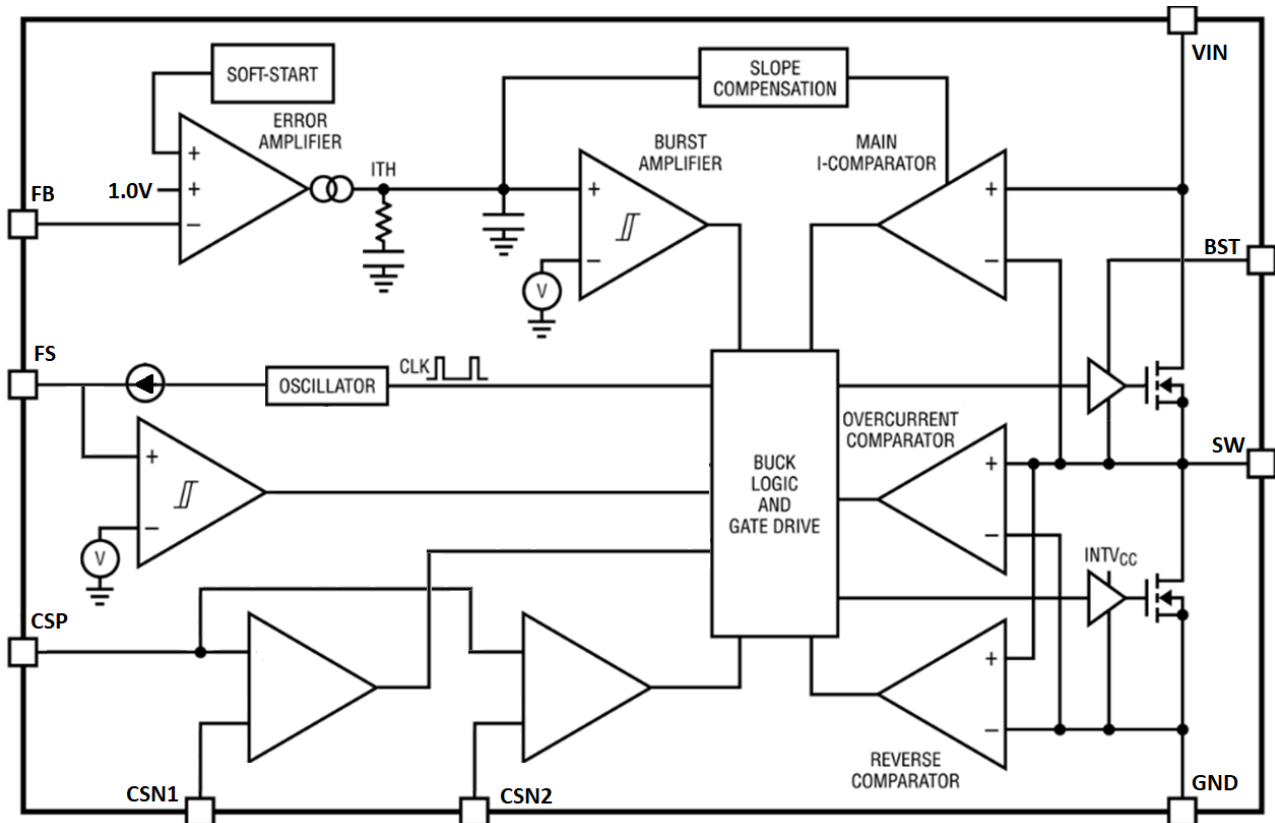 VIN
SOFT-START
SLOPE
COMPENSATION
ERROR
AMPLIFIER
BURST
AMPLIFIER
MAIN
I-COMPARATOR
ITH
+
1.0V
+
−
FB
+
−
V
+
−
BST
FS
OSCILLATOR
CLK
OVERCURRENT
COMPARATOR
SW
+
−
V
BUCK
LOGIC
AND
GATE DRIVE
+
−
INTVCC
CSP
+
−
REVERSE
COMPARATOR
CSN1
CSN2
GND